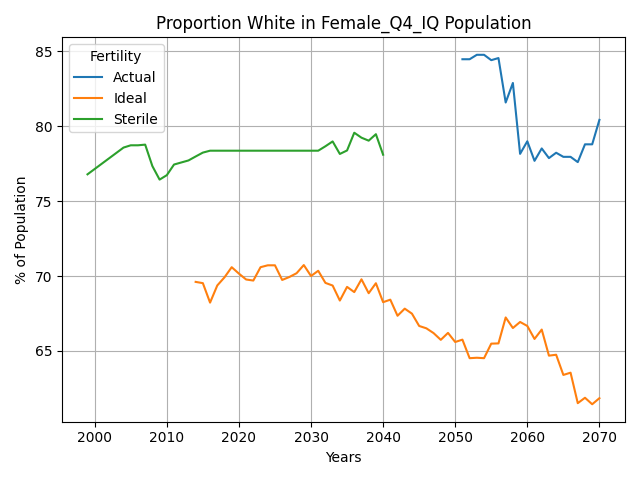 Proportion White in Female_Q4_IQ Population
Fertility
Actual
Ideal
Sterile
% of Population
85
80
75
70
65
2000 2010 2020 2030 2040 2050 2060 2070
Years